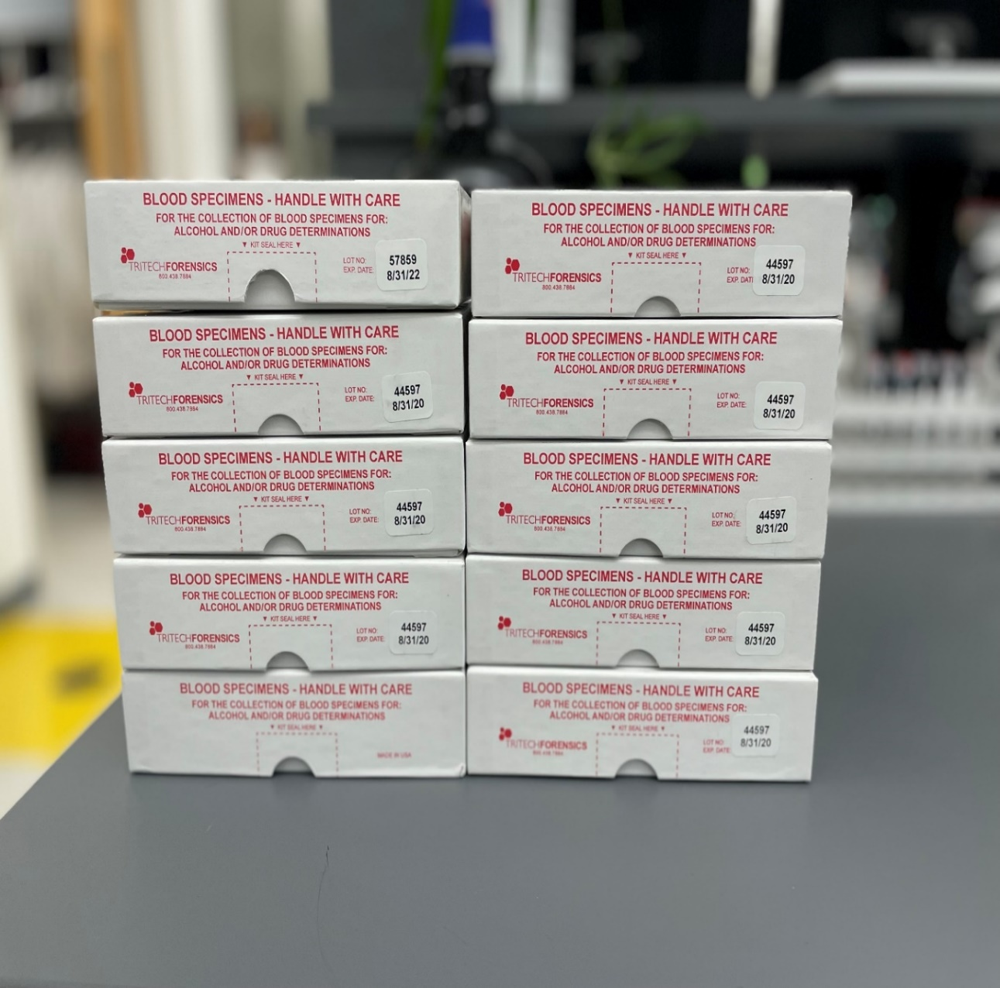 BLOOD SPECIMENS - HANDLE WITH CARE
FOR THE COLLECTION OF BLOOD SPECIMENS FOR:
ALCOHOL AND/OR DRUG DETERMINATIONS
▼ KIT SEAL HERE ▼
TRITECHFORENSICS
800.438.7884
LOT NO: 57859
EXP. DATE: 8/31/22
BLOOD SPECIMENS - HANDLE WITH CARE
FOR THE COLLECTION OF BLOOD SPECIMENS FOR:
ALCOHOL AND/OR DRUG DETERMINATIONS
▼ KIT SEAL HERE ▼
TRITECHFORENSICS
800.438.7884
LOT NO: 44597
EXP. DATE: 8/31/20
BLOOD SPECIMENS - HANDLE WITH CARE
FOR THE COLLECTION OF BLOOD SPECIMENS FOR:
ALCOHOL AND/OR DRUG DETERMINATIONS
▼ KIT SEAL HERE ▼
TRITECHFORENSICS
800.438.7884
LOT NO: 44597
EXP. DATE: 8/31/20
BLOOD SPECIMENS - HANDLE WITH CARE
FOR THE COLLECTION OF BLOOD SPECIMENS FOR:
ALCOHOL AND/OR DRUG DETERMINATIONS
▼ KIT SEAL HERE ▼
TRITECHFORENSICS
800.438.7884
LOT NO: 44597
EXP. DATE: 8/31/20
BLOOD SPECIMENS - HANDLE WITH CARE
FOR THE COLLECTION OF BLOOD SPECIMENS FOR:
ALCOHOL AND/OR DRUG DETERMINATIONS
▼ KIT SEAL HERE ▼
MADE IN USA
BLOOD SPECIMENS - HANDLE WITH CARE
FOR THE COLLECTION OF BLOOD SPECIMENS FOR:
ALCOHOL AND/OR DRUG DETERMINATIONS
▼ KIT SEAL HERE ▼
TRITECHFORENSICS
800.438.7884
LOT NO: 44597
EXP. DAT 8/31/20
BLOOD SPECIMENS - HANDLE WITH CARE
FOR THE COLLECTION OF BLOOD SPECIMENS FOR:
ALCOHOL AND/OR DRUG DETERMINATIONS
▼ KIT SEAL HERE ▼
TRITECHFORENSICS
800.438.7884
LOT NO: 44597
EXP. DATE: 8/31/20
BLOOD SPECIMENS - HANDLE WITH CARE
FOR THE COLLECTION OF BLOOD SPECIMENS FOR:
ALCOHOL AND/OR DRUG DETERMINATIONS
▼ KIT SEAL HERE ▼
TRITECHFORENSICS
800.438.7884
LOT NO: 44597
EXP. DATE: 8/31/20
BLOOD SPECIMENS - HANDLE WITH CARE
FOR THE COLLECTION OF BLOOD SPECIMENS FOR:
ALCOHOL AND/OR DRUG DETERMINATIONS
▼ KIT SEAL HERE ▼
TRITECHFORENSICS
800.438.7884
LOT NO: 44597
EXP. DATE: 8/31/20
BLOOD SPECIMENS - HANDLE WITH CARE
FOR THE COLLECTION OF BLOOD SPECIMENS FOR:
ALCOHOL AND/OR DRUG DETERMINATIONS
▼ KIT SEAL HERE ▼
TRITECHFORENSICS
800.438.7884
LOT NO: 44597
EXP. DATE: 8/31/20